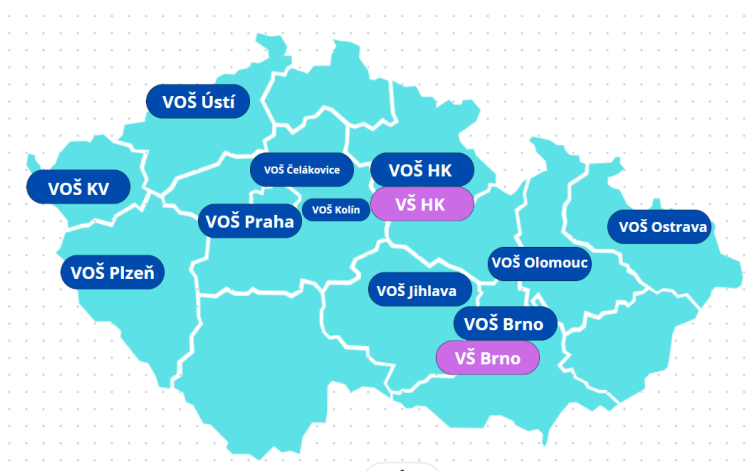 VOŠ Ústí
VOŠ Čelákovice
VOŠ HK
VOŠ KV
VŠ HK
VOŠ Kolín
VOŠ Praha
VOŠ Ostrava
VOŠ Olomouc
VOŠ Plzeň
VOŠ Jihlava
VOŠ Brno
VŠ Brno